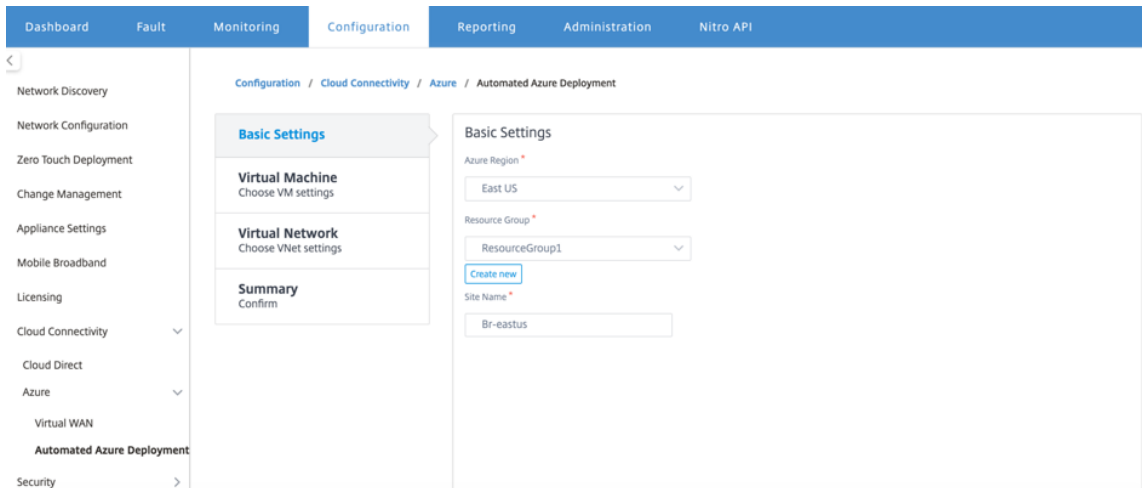 Dashboard Fault Monitoring Configuration Reporting Administration Nitro API
Network Discovery
Network Configuration
Zero Touch Deployment
Change Management
Appliance Settings
Mobile Broadband
Licensing
Cloud Connectivity
Cloud Direct
Azure
Virtual WAN
Automated Azure Deployment
Security
Configuration / Cloud Connectivity / Azure / Automated Azure Deployment
Basic Settings
Virtual Machine
Choose VM settings
Virtual Network
Choose VNet settings
Summary
Confirm
Basic Settings
Azure Region *
East US
Resource Group *
ResourceGroup1
Create new
Site Name *
Br-eastus